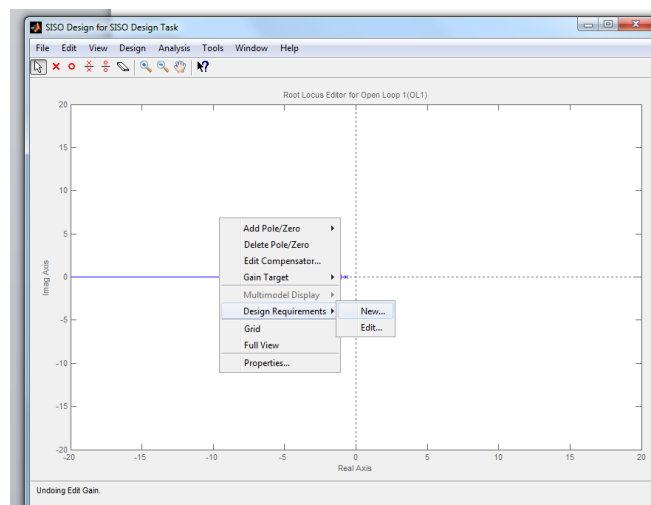 SISO Design for SISO Design Task
File Edit View Design Analysis Tools Window Help
Root Locus Editor for Open Loop 1(OL1)
20
15
10
5
0
-5
-10
-15
-20
Imag Axis
Add Pole/Zero
Delete Pole/Zero
Edit Compensator...
Gain Target
Multimodel Display
Design Requirements
Grid
Full View
Properties...
New...
Edit...
-20 -15 -10 -5 0 5 10 15 20
Real Axis
Undoing Edit Gain.